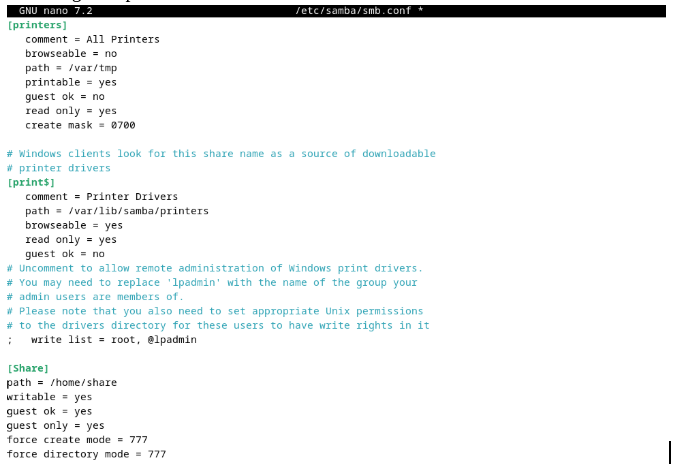 GNU nano 7.2 /etc/samba/smb.conf *
[printers]
comment = All Printers
browseable = no
path = /var/tmp
printable = yes
guest ok = no
read only = yes
create mask = 0700
# Windows clients look for this share name as a source of downloadable
# printer drivers
[print$]
comment = Printer Drivers
path = /var/lib/samba/printers
browseable = yes
read only = yes
guest ok = no
# Uncomment to allow remote administration of Windows print drivers.
# You may need to replace 'lpadmin' with the name of the group your
# admin users are members of.
# Please note that you also need to set appropriate Unix permissions
# to the drivers directory for these users to have write rights in it
;   write list = root, @lpadmin
[Share]
path = /home/share
writable = yes
guest ok = yes
guest only = yes
force create mode = 777
force directory mode = 777